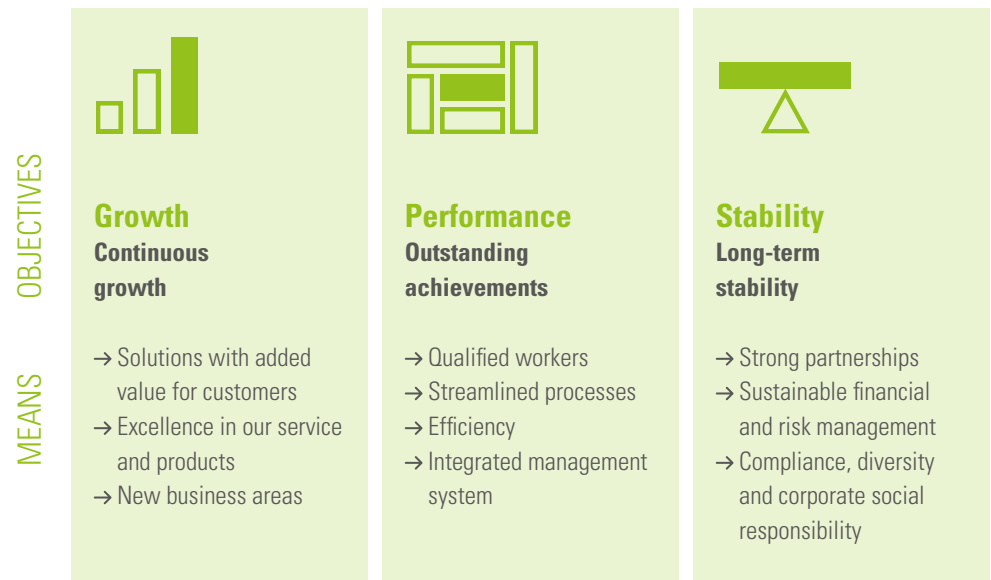 OBJECTIVES
MEANS
Growth
Continuous
growth
→ Solutions with added
value for customers
→ Excellence in our service
and products
→ New business areas
Performance
Outstanding
achievements
→ Qualified workers
→ Streamlined processes
→ Efficiency
→ Integrated management
system
Stability
Long-term
stability
→ Strong partnerships
→ Sustainable financial
and risk management
→ Compliance, diversity
and corporate social
responsibility